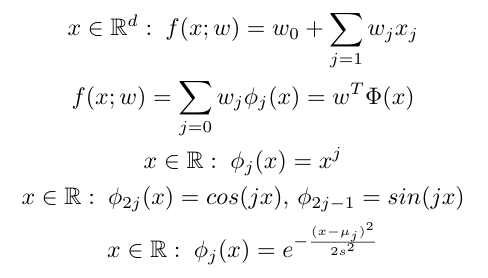 x ∈ ℝ^d : f(x; w) = w_0 + ∑_{j=1} w_j x_j
f(x; w) = ∑_{j=0} w_j ϕ_j(x) = w^T Φ(x)
x ∈ ℝ : ϕ_j(x) = x^j
x ∈ ℝ : ϕ_{2j}(x) = cos(jx), ϕ_{2j−1} = sin(jx)
x ∈ ℝ : ϕ_j(x) = e^{−\frac{(x−μ_j)^2}{2s^2}}